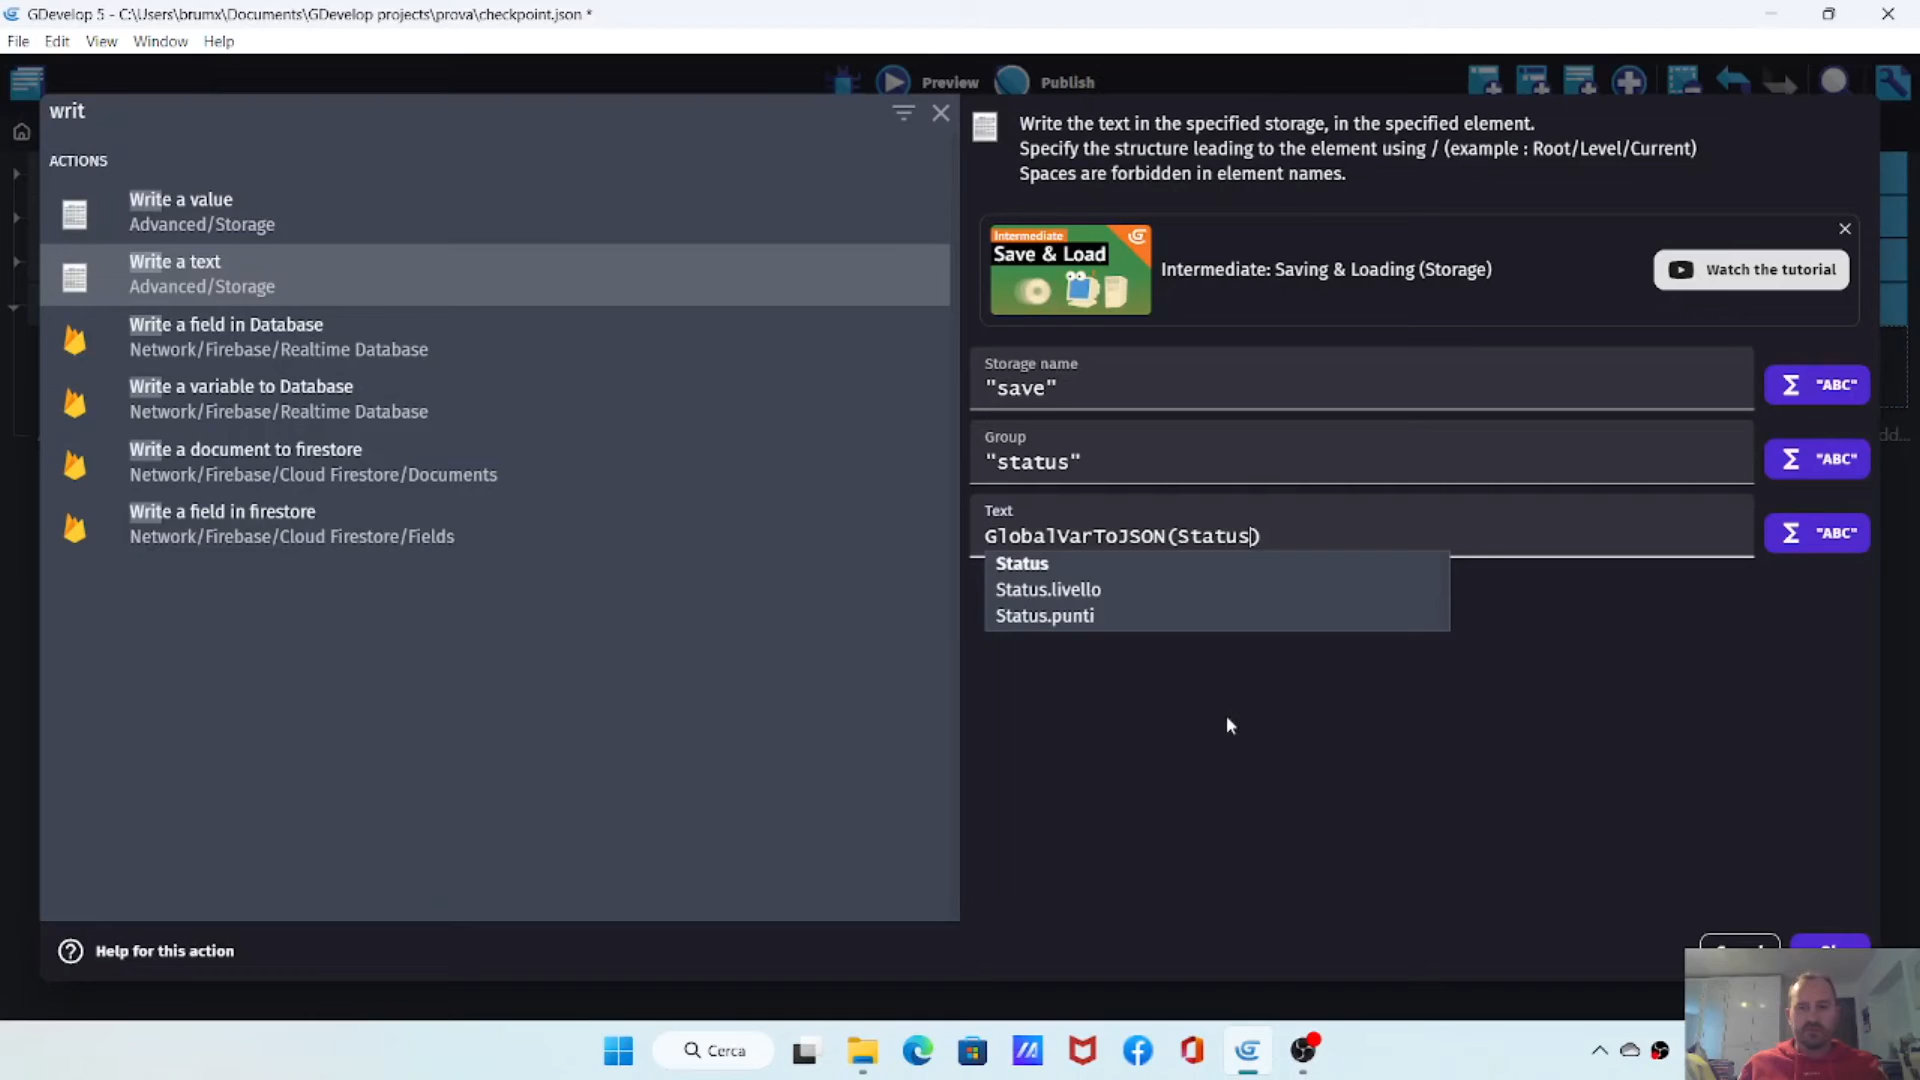 GDevelop 5 - C:\Users\brumx\Documents\GDevelop projects\prova\checkpoint.json *
File Edit View Window Help
Preview Publish
writ
ACTIONS
Write a value
Advanced/Storage
Write a text
Advanced/Storage
Write a field in Database
Network/Firebase/Realtime Database
Write a variable to Database
Network/Firebase/Realtime Database
Write a document to firestore
Network/Firebase/Cloud Firestore/Documents
Write a field in firestore
Network/Firebase/Cloud Firestore/Fields
Help for this action
Write the text in the specified storage, in the specified element.
Specify the structure leading to the element using / (example : Root/Level/Current)
Spaces are forbidden in element names.
Intermediate
Save & Load
Intermediate: Saving & Loading (Storage)
Watch the tutorial
Storage name
"save"
Σ "ABC"
Group
"status"
Σ "ABC"
Text
GlobalVarToJSON(Status)
Σ "ABC"
Status
Status.livello
Status.punti
Cerca